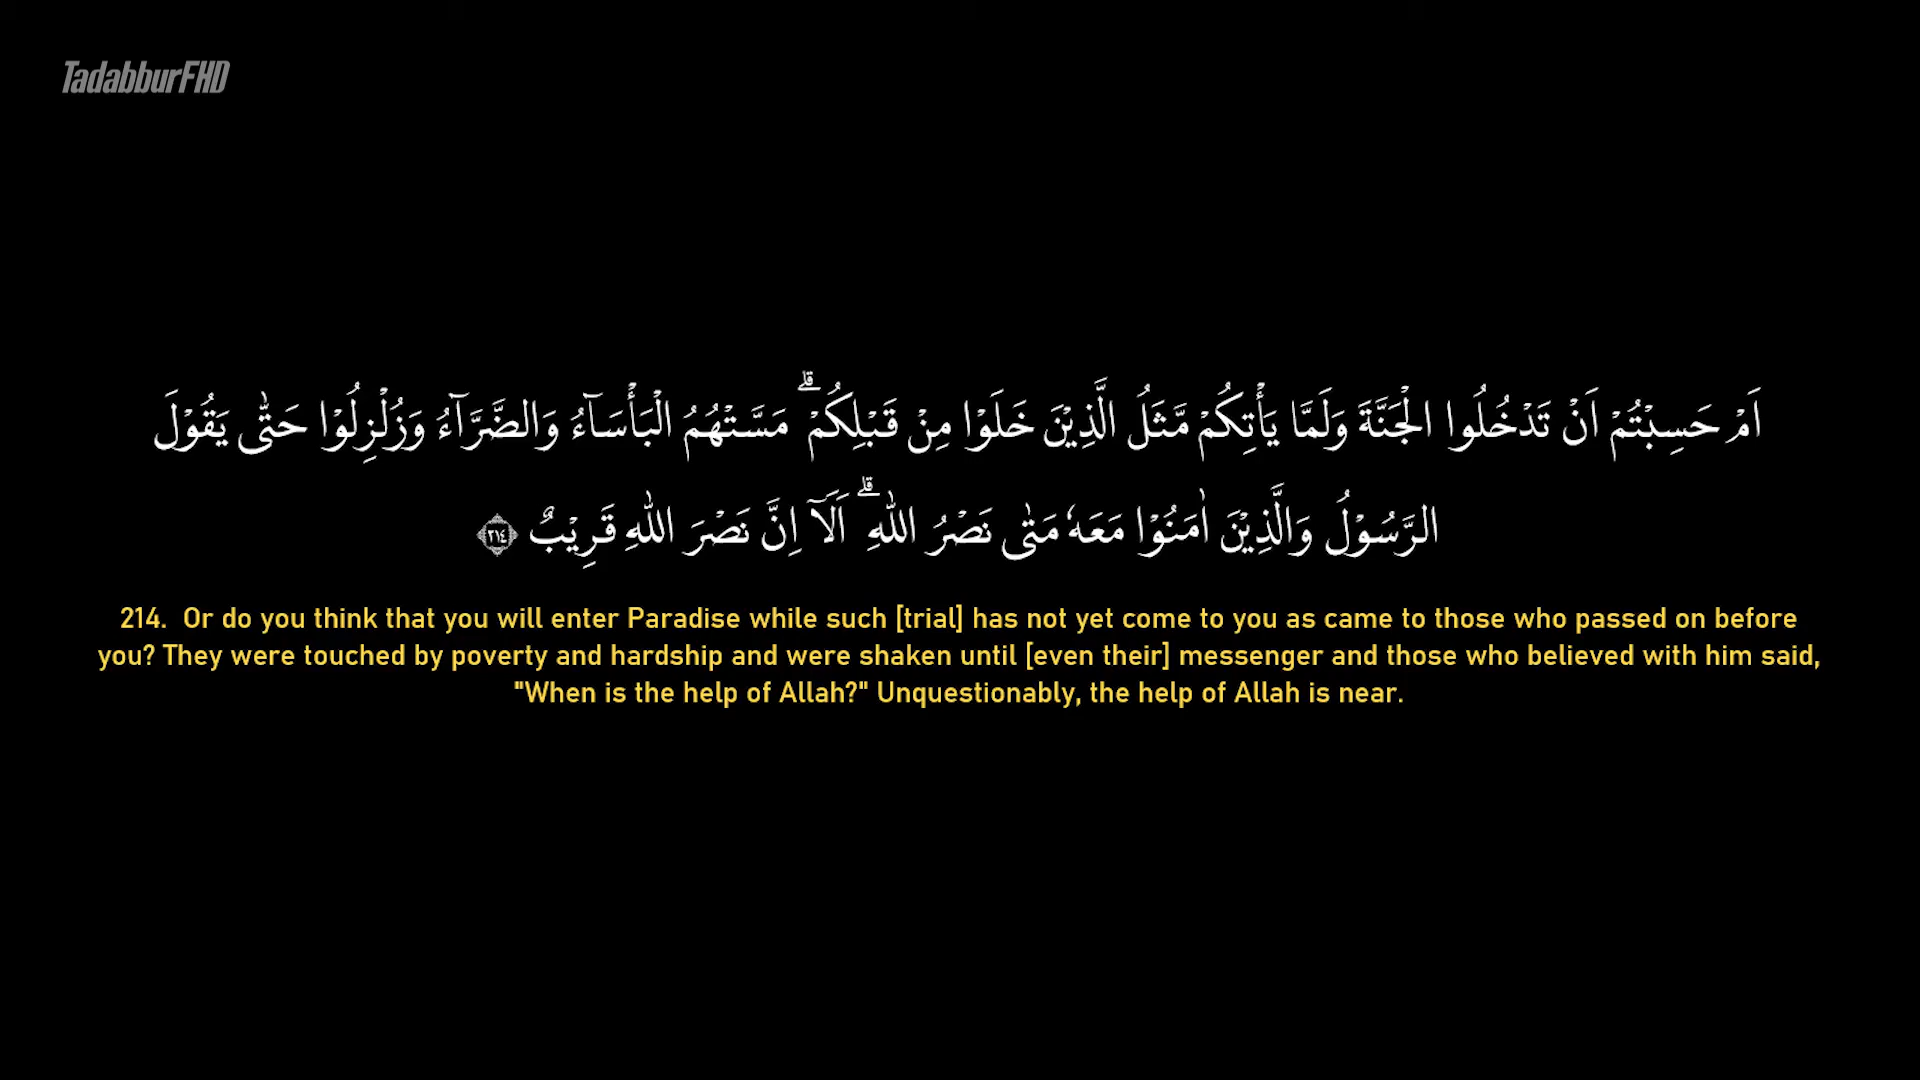 TadabburFHD
اَمْ حَسِبْتُمْ اَنْ تَدْخُلُوا الْجَنَّةَ وَلَمَّا يَأْتِكُمْ مَّثَلُ الَّذِيْنَ خَلَوْا مِنْ قَبْلِكُمْ ۗ مَسَّتْهُمُ الْبَأْسَاۤءُ وَالضَّرَّاۤءُ وَزُلْزِلُوْا حَتّٰى يَقُوْلَ
الرَّسُوْلُ وَالَّذِيْنَ اٰمَنُوْا مَعَهٗ مَتٰى نَصْرُ اللّٰهِ ۗ اَلَآ اِنَّ نَصْرَ اللّٰهِ قَرِيْبٌ ٢١٤
214. Or do you think that you will enter Paradise while such [trial] has not yet come to you as came to those who passed on before
you? They were touched by poverty and hardship and were shaken until [even their] messenger and those who believed with him said,
"When is the help of Allah?" Unquestionably, the help of Allah is near.